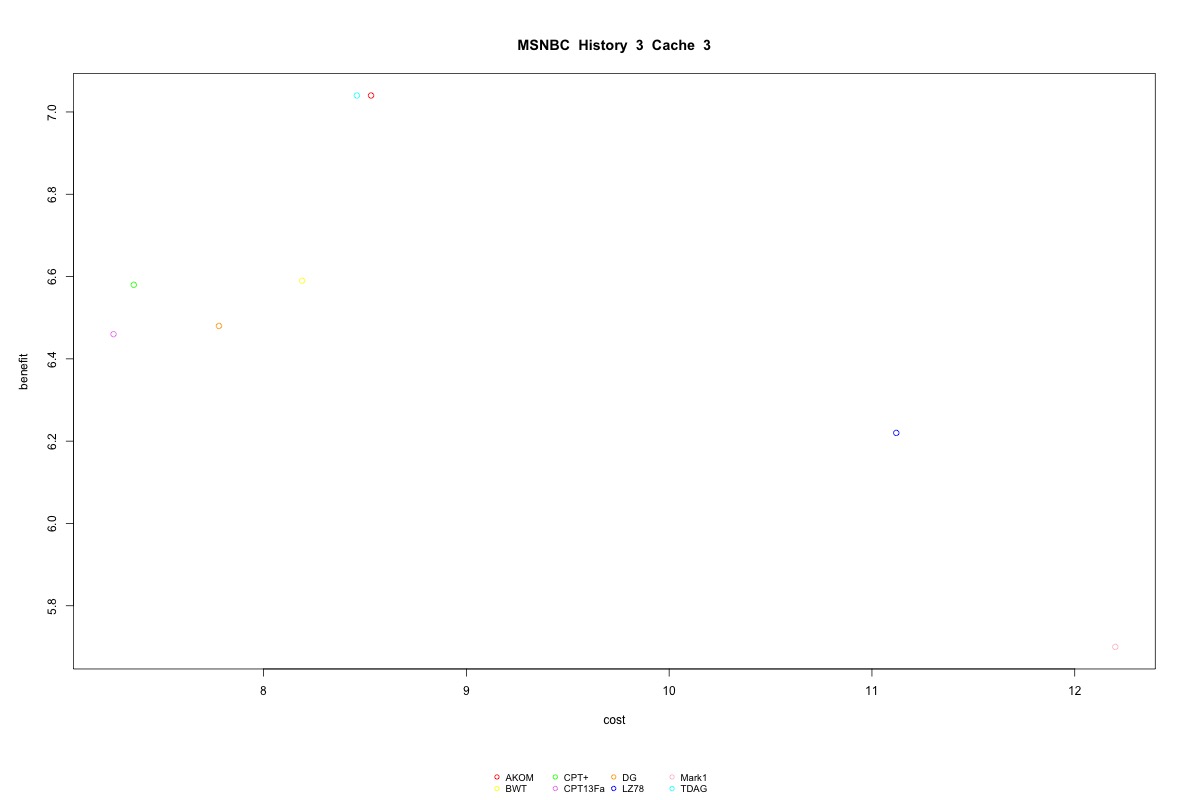 MSNBC History 3 Cache 3
7.0
6.8
6.6
6.4
6.2
6.0
5.8
benefit
8 9 10 11 12
cost
AKOM CPT+ DG Mark1
BWT CPT13Fa LZ78 TDAG